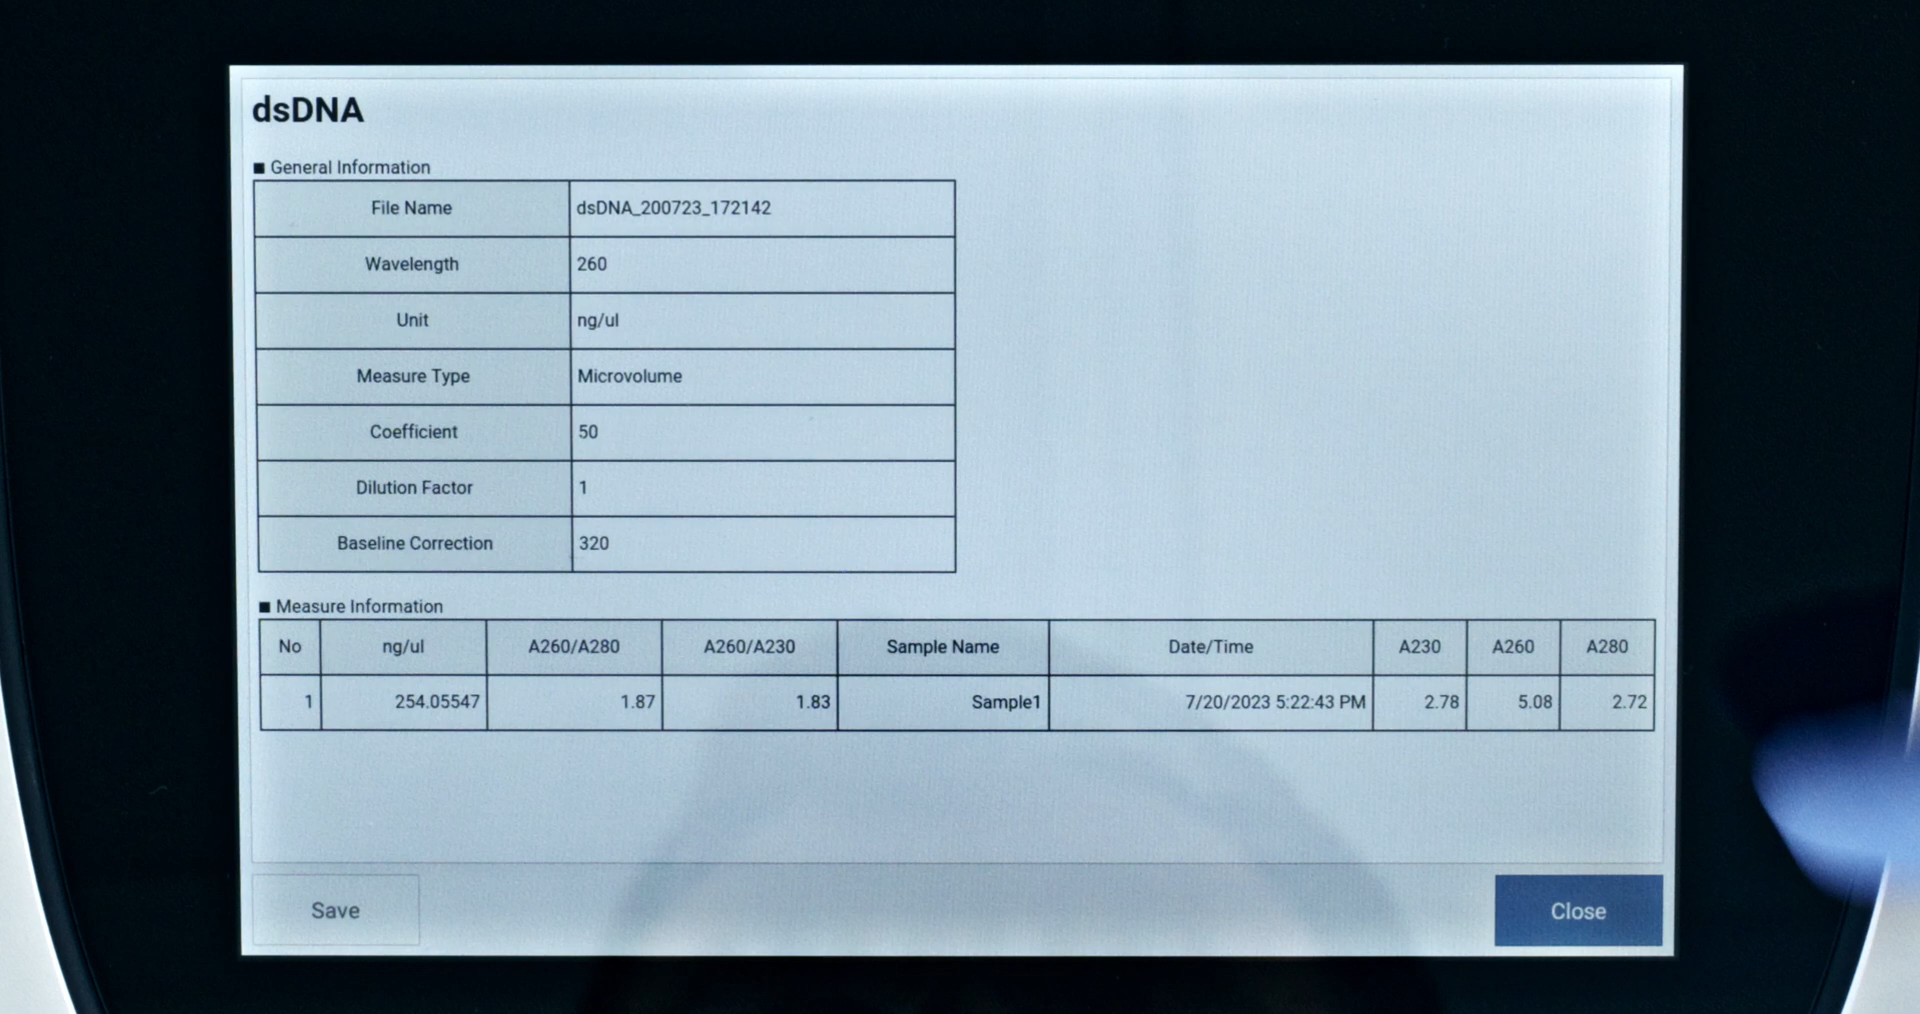 dsDNA
■ General Information
File Name dsDNA_200723_172142
Wavelength 260
Unit ng/ul
Measure Type Microvolume
Coefficient 50
Dilution Factor 1
Baseline Correction 320
■ Measure Information
No ng/ul A260/A280 A260/A230 Sample Name Date/Time A230 A260 A280
1 254.05547 1.87 1.83 Sample1 7/20/2023 5:22:43 PM 2.78 5.08 2.72
Save Close